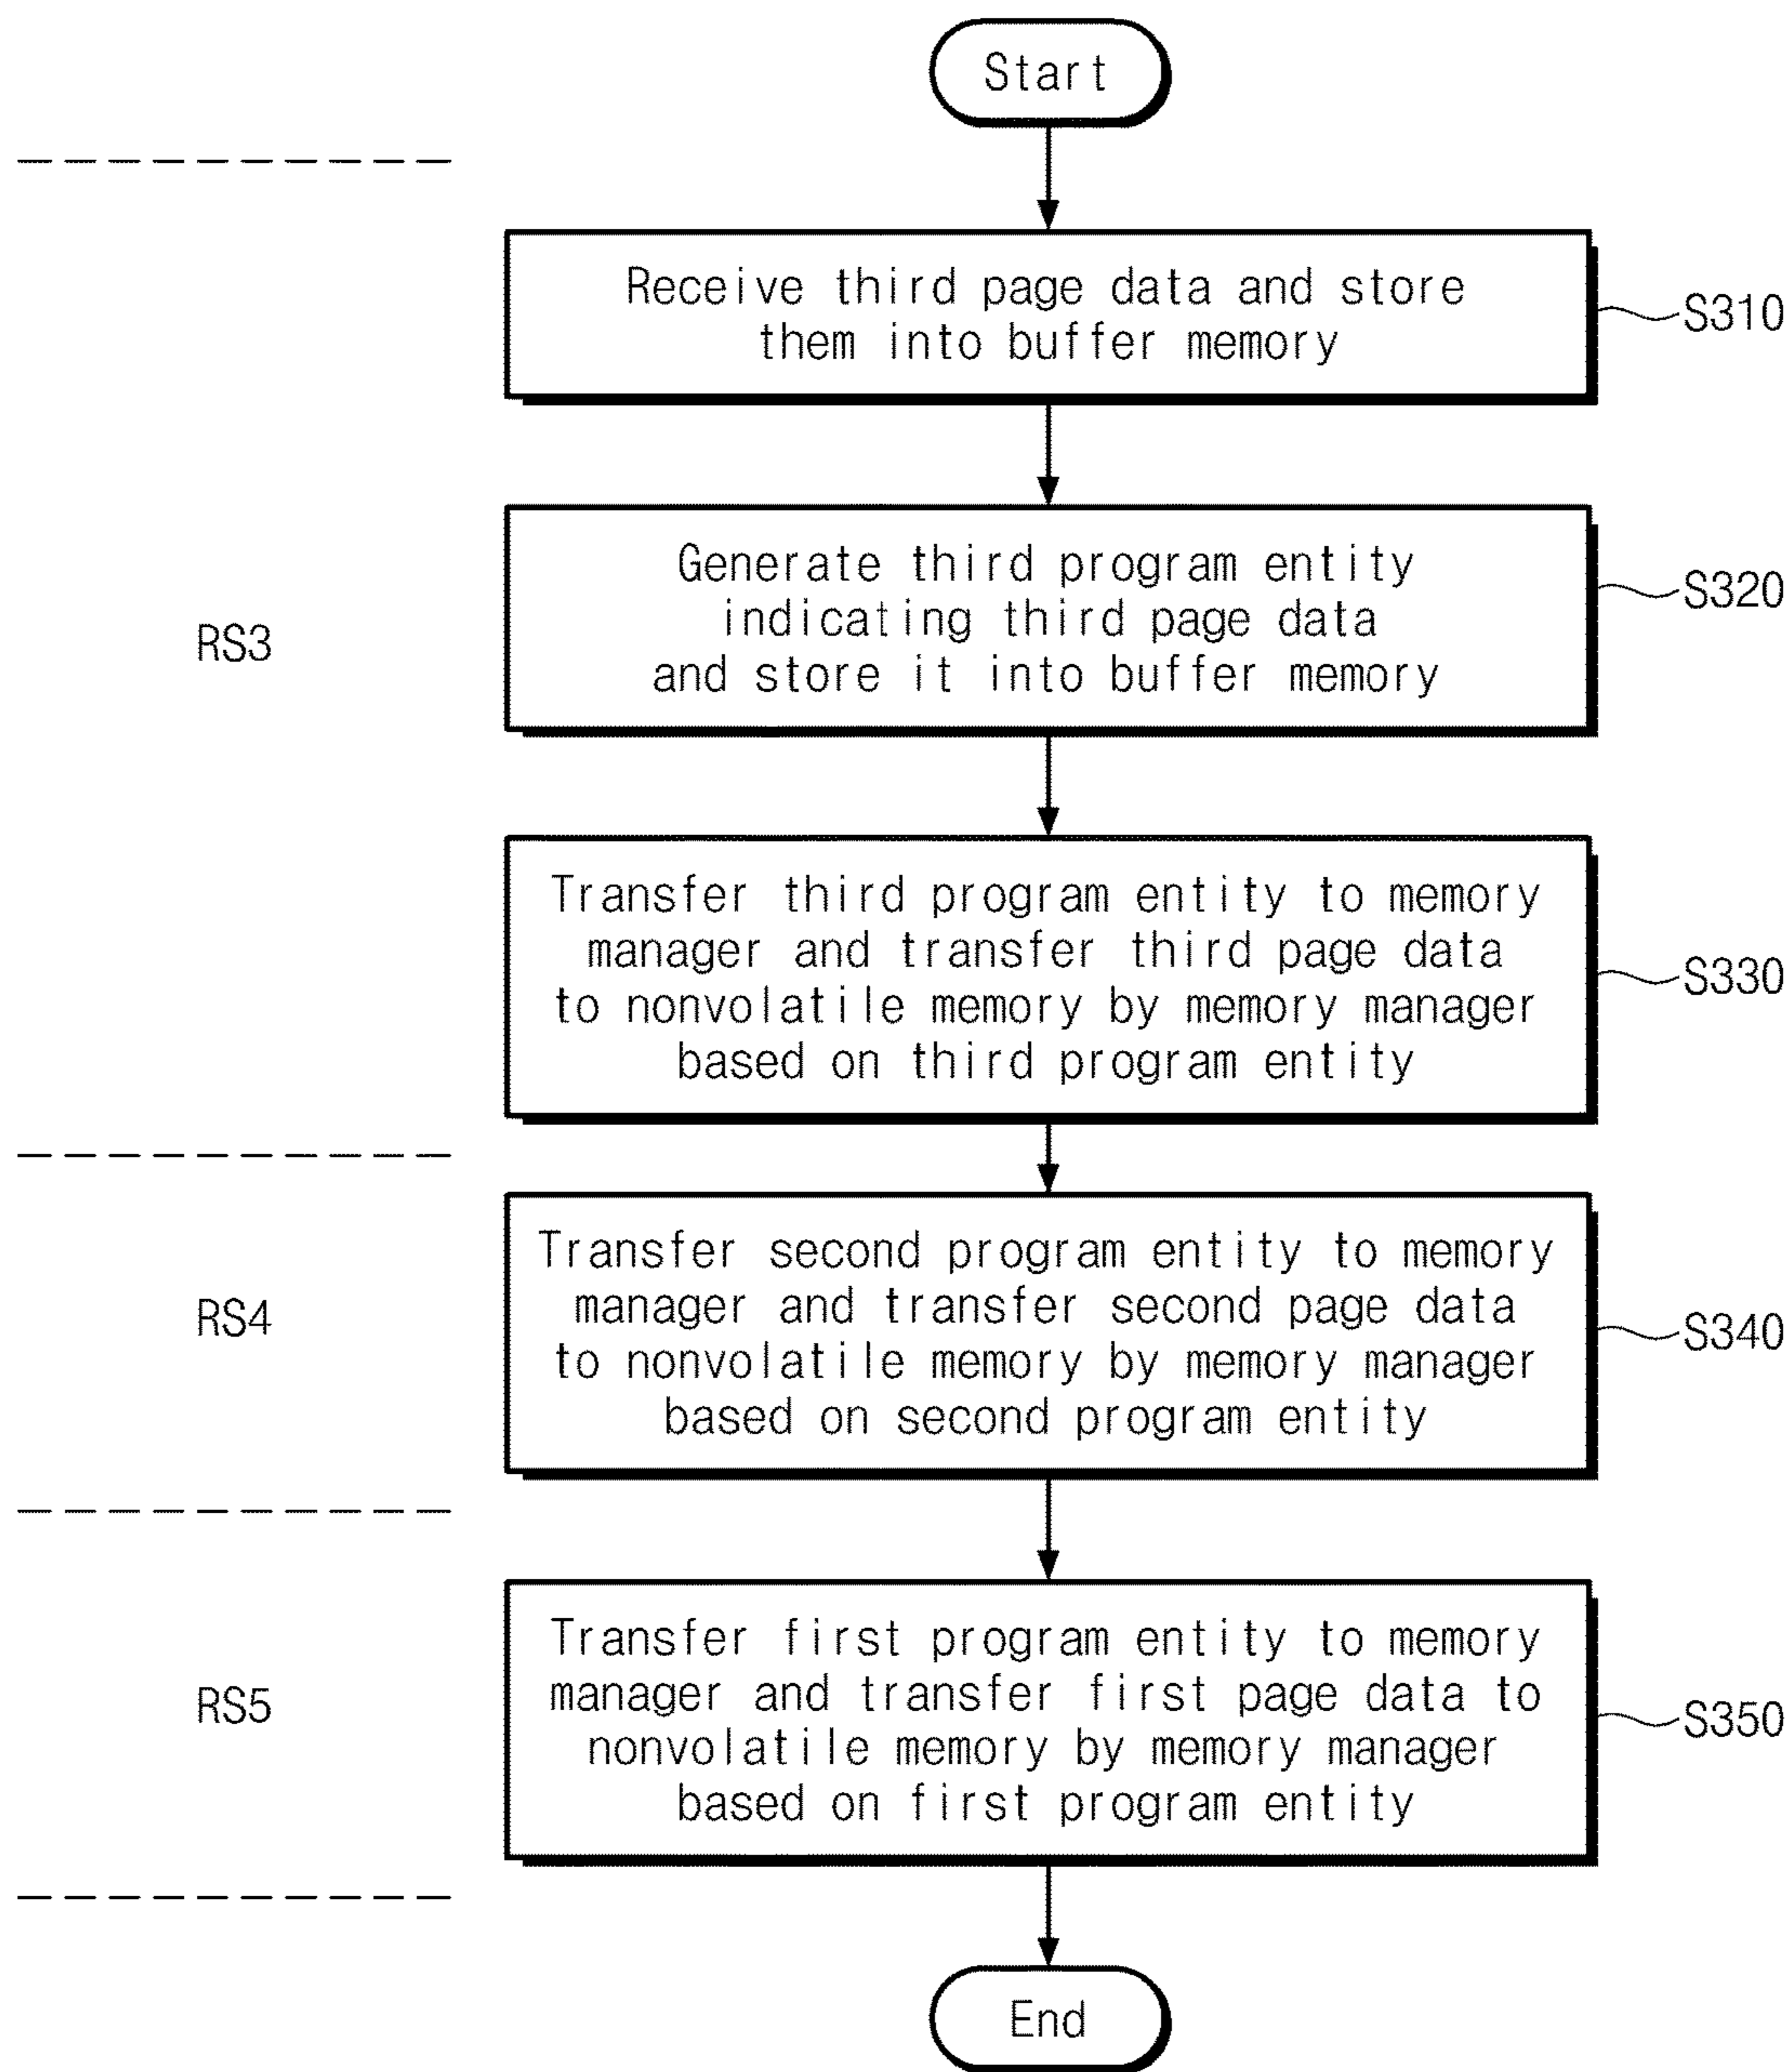 Start
Receive third page data and store
them into buffer memory
S310
RS3
Generate third program entity
indicating third page data
and store it into buffer memory
S320
Transfer third program entity to memory
manager and transfer third page data
to nonvolatile memory by memory manager
based on third program entity
S330
RS4
Transfer second program entity to memory
manager and transfer second page data
to nonvolatile memory by memory manager
based on second program entity
S340
RS5
Transfer first program entity to memory
manager and transfer first page data to
nonvolatile memory by memory manager
based on first program entity
S350
End